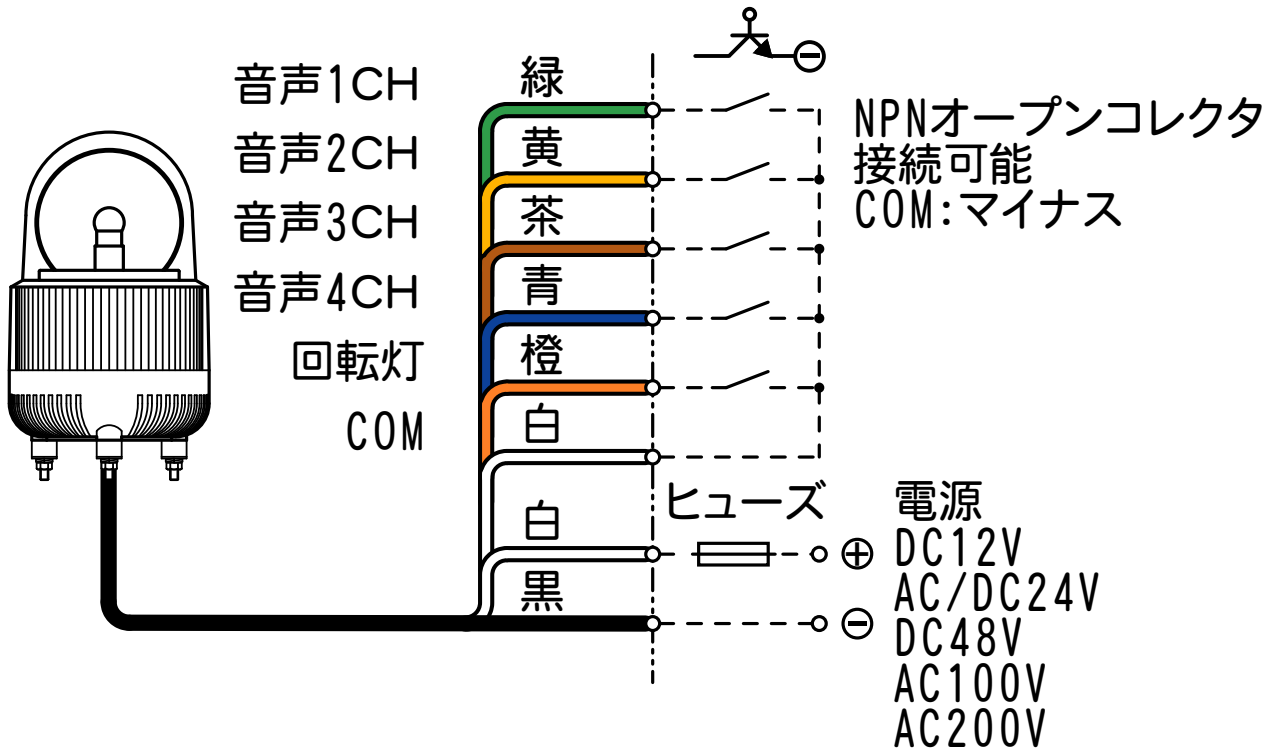 音声1CH
緑
音声2CH
黄
音声3CH
茶
音声4CH
青
回転灯
橙
COM
白
NPNオープンコレクタ
接続可能
COM:マイナス
白
黒
ヒューズ
⊕
⊖
電源
DC12V
AC/DC24V
DC48V
AC100V
AC200V